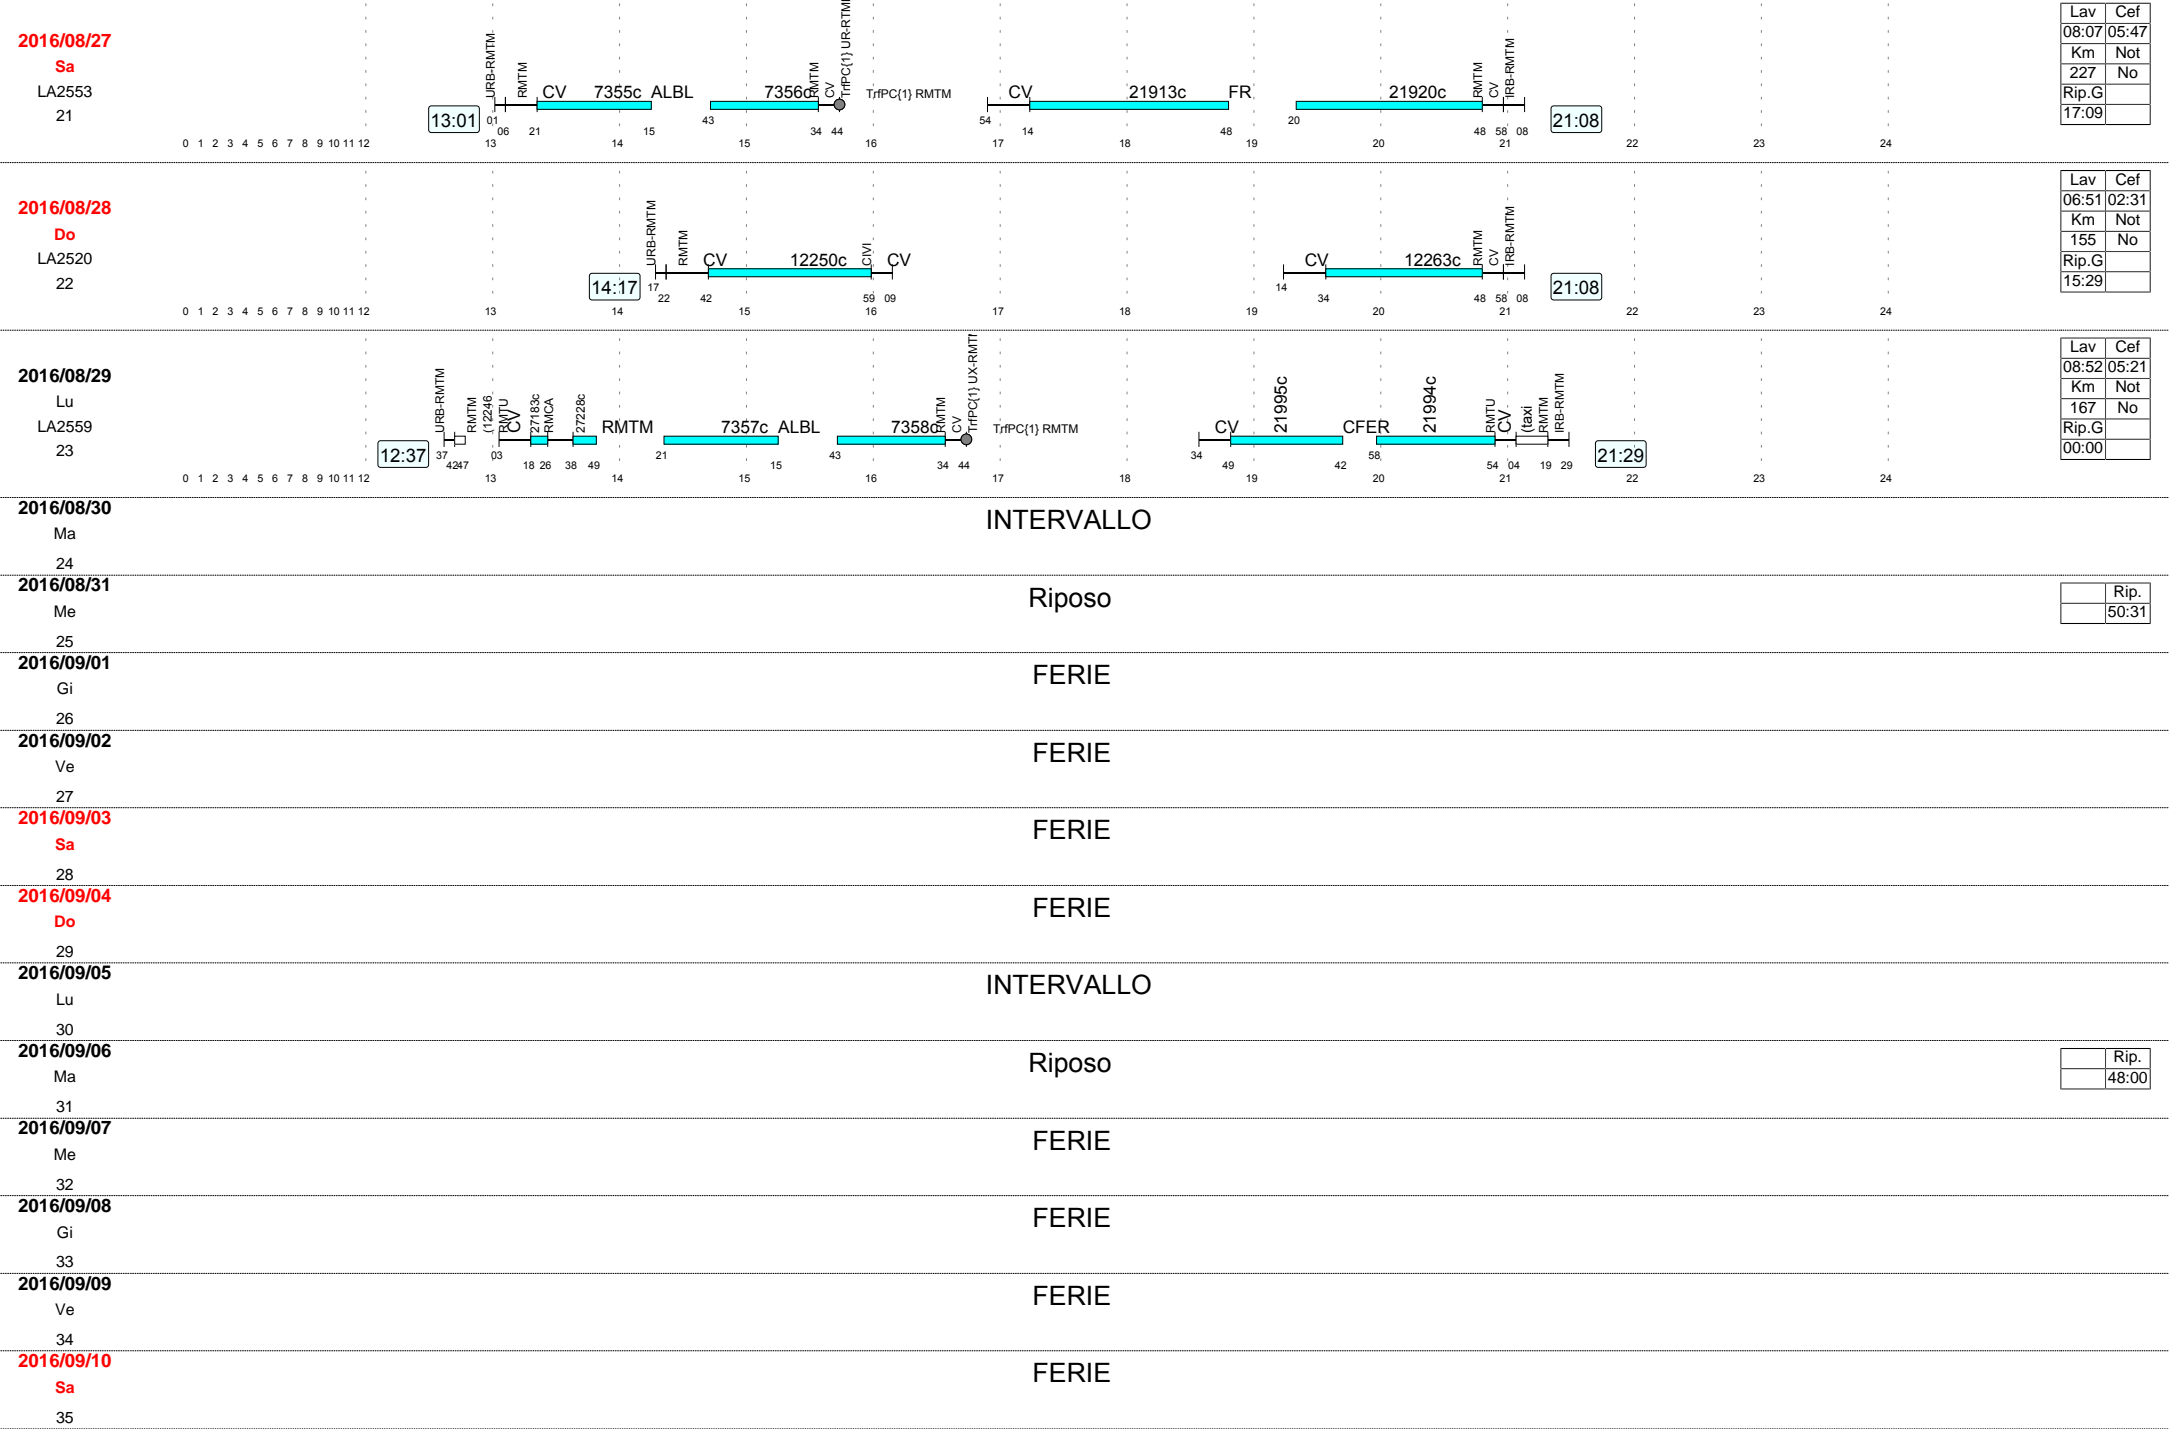 2016/08/27
Sa
LA2553
21
13:01
URB-RMTM
RMTM
CV 7355c ALBL 7356c
RMTM
CV
TrfPC{1} RMTM
CV 21913c FR 21920c
RMTM
CV
21:08
01 06 21 15 43 34 44 54 14 48 20 48 58 08
0 1 2 3 4 5 6 7 8 9 10 11 12 13 14 15 16 17 18 19 20 21 22 23 24
Lav Cef
08:07 05:47
Km Not
227 No
Rip.G
17:09
2016/08/28
Do
LA2520
22
14:17
URB-RMTM
RMTM
CV 12250c
CIVI
CV
CV 12263c
RMTM
CV
21:08
17 22 42 59 09 14 34 48 58 08
0 1 2 3 4 5 6 7 8 9 10 11 12 13 14 15 16 17 18 19 20 21 22 23 24
Lav Cef
06:51 02:31
Km Not
155 No
Rip.G
15:29
2016/08/29
Lu
LA2559
23
12:37
URB-RMTM
RMTM
(12246
RMTU
CV
27183c
RMCA
27228c
RMTM 7357c ALBL 7358c
RMTM
CV
TrfPC{1} RMTM
CV
21995c
CFER
21994c
RMTU
CV
(taxi
RMTM
IRB-RMTM
21:29
37 42 47 03 18 26 38 49 21 15 43 34 44 34 49 42 58 54 04 19 29
0 1 2 3 4 5 6 7 8 9 10 11 12 13 14 15 16 17 18 19 20 21 22 23 24
Lav Cef
08:52 05:21
Km Not
167 No
Rip.G
00:00
2016/08/30
Ma
24
INTERVALLO
2016/08/31
Me
25
Riposo
Rip.
50:31
2016/09/01
Gi
26
FERIE
2016/09/02
Ve
27
FERIE
2016/09/03
Sa
28
FERIE
2016/09/04
Do
29
FERIE
2016/09/05
Lu
30
INTERVALLO
2016/09/06
Ma
31
Riposo
Rip.
48:00
2016/09/07
Me
32
FERIE
2016/09/08
Gi
33
FERIE
2016/09/09
Ve
34
FERIE
2016/09/10
Sa
35
FERIE